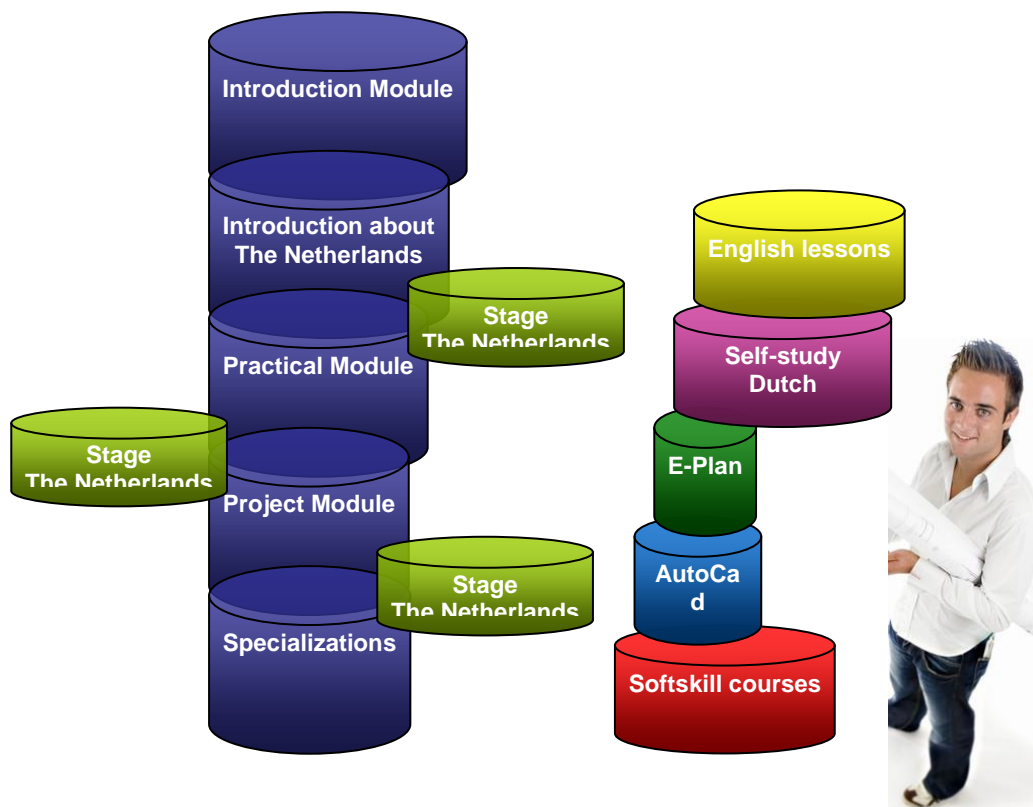 Introduction Module
Introduction about
The Netherlands
Stage
The Netherlands
Practical Module
Stage
The Netherlands
Project Module
Stage
The Netherlands
Specializations
English lessons
Self-study
Dutch
E-Plan
AutoCa
d
Softskill courses